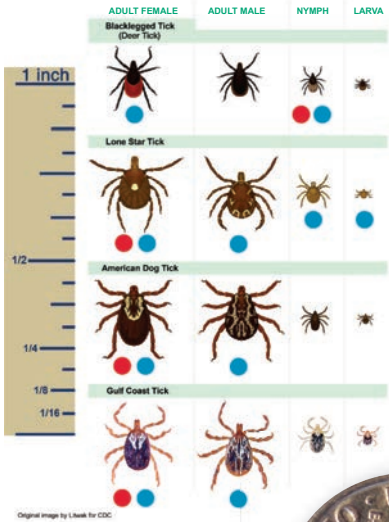 ADULT FEMALE ADULT MALE NYMPH LARVA
Blacklegged Tick
(Deer Tick)
1 inch
Lone Star Tick
1/2
American Dog Tick
1/4
1/8
Gulf Coast Tick
1/16
Original image by Litwak for CDC